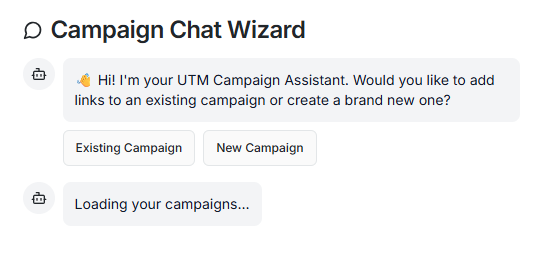 Campaign Chat Wizard
👋 Hi! I'm your UTM Campaign Assistant. Would you like to add
links to an existing campaign or create a brand new one?
Existing Campaign
New Campaign
Loading your campaigns...